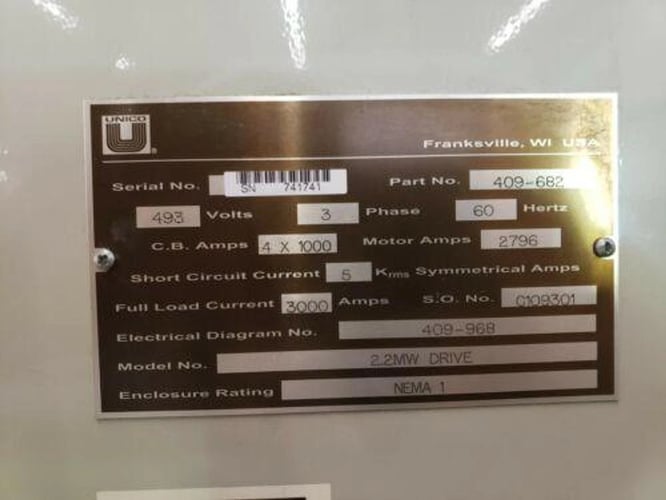 UNICO
Franksville, WI USA
Serial No. SN 741741 Part No. 409-682
493 Volts 3 Phase 60 Hertz
C.B. Amps 4 X 1000 Motor Amps 2796
Short Circuit Current 5 Krms Symmetrical Amps
Full Load Current 3000 Amps S.O. No. C109301
Electrical Diagram No. 409-968
Model No. 2.2MW DRIVE
Enclosure Rating NEMA 1